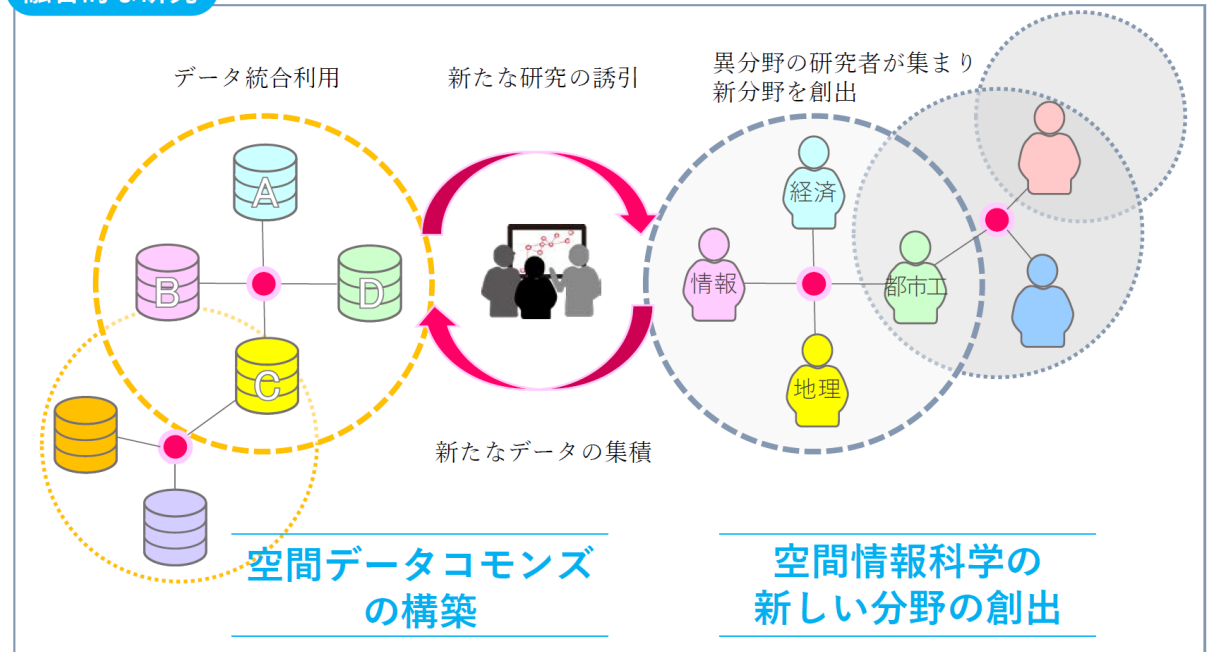 データ統合利用
新たな研究の誘引
異分野の研究者が集まり
新分野を創出
A
B
D
C
経済
情報
都市工
地理
新たなデータの集積
空間データコモンズ
の構築
空間情報科学の
新しい分野の創出